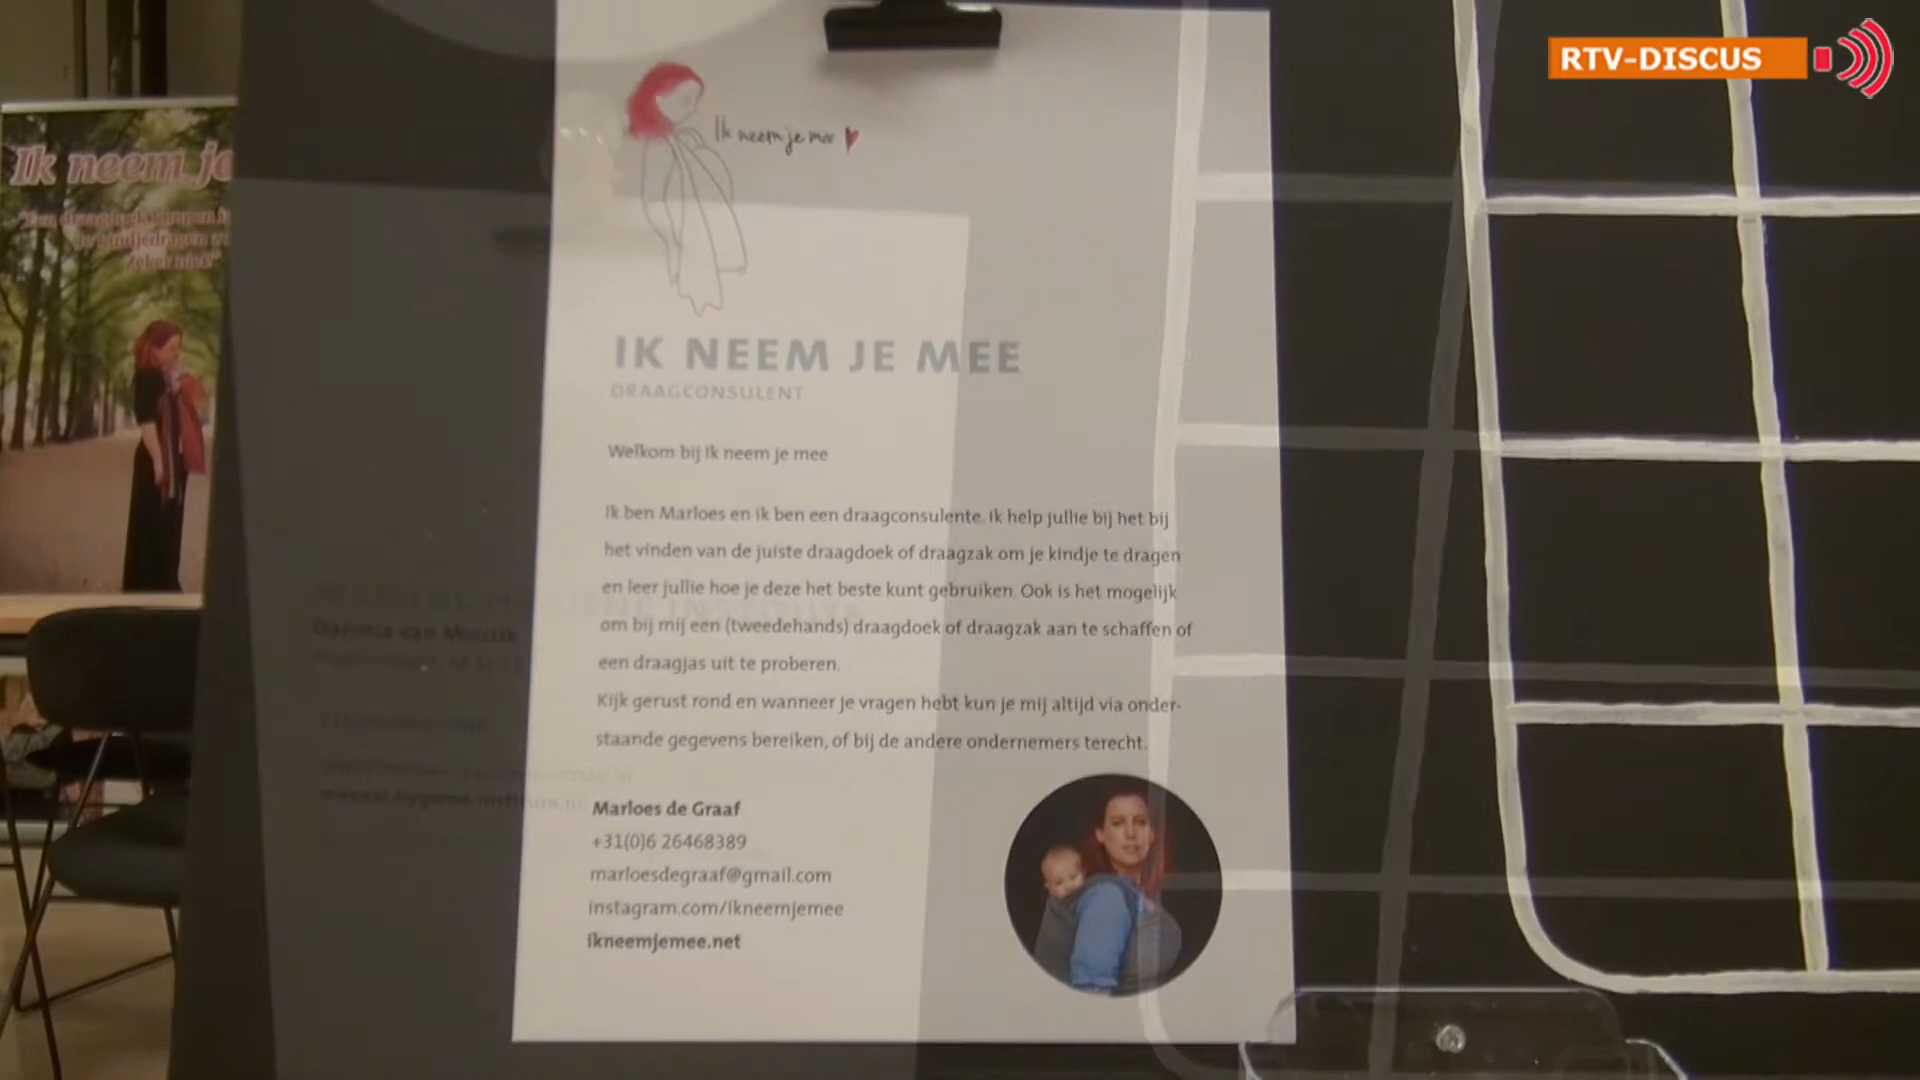 RTV-DISCUS
Ik neem je
Ik neem je mee
IK NEEM JE MEE
DRAAGCONSULENT
Welkom bij Ik neem je mee
Ik ben Marloes en ik ben een draagconsulente. Ik help jullie bij het bij
het vinden van de juiste draagdoek of draagzak om je kindje te dragen
en leer jullie hoe je deze het beste kunt gebruiken. Ook is het mogelijk
om bij mij een (tweedehands) draagdoek of draagzak aan te schaffen of
een draagjas uit te proberen.
Kijk gerust rond en wanneer je vragen hebt kun je mij altijd via onder-
staande gegevens bereiken, of bij de andere ondernemers terecht.
Marloes de Graaf
+31(0)6 26468389
marloesdegraaf@gmail.com
instagram.com/ikneemjemee
ikneemjemee.net